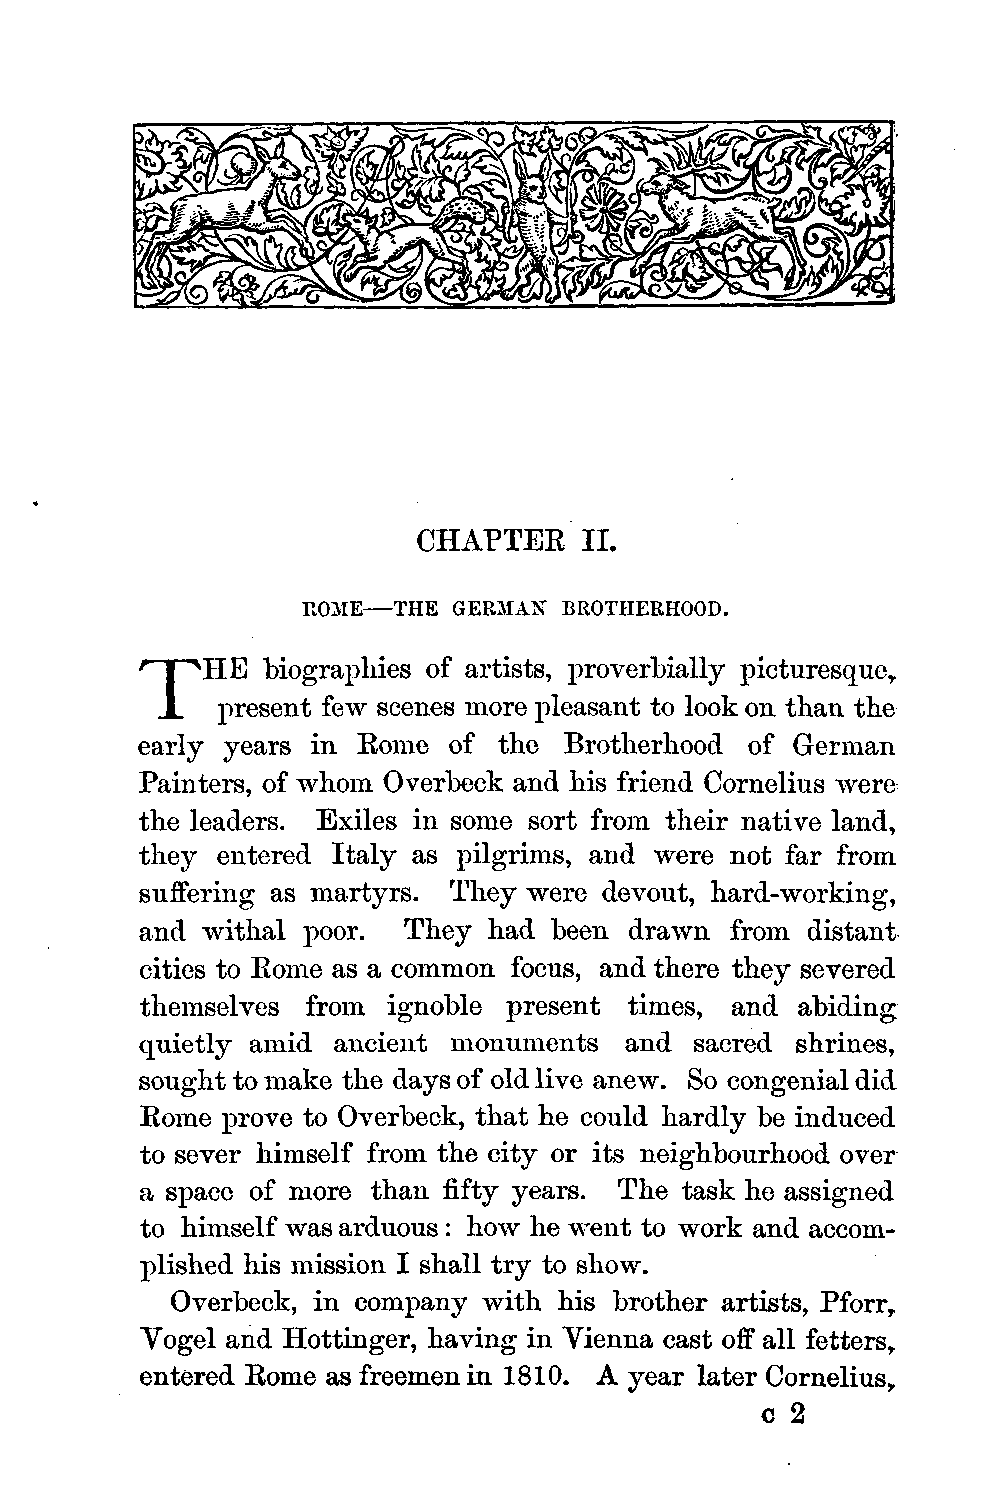 CHAPTER II.
ROME—THE GERMAN BROTHERHOOD.
THE biographies of artists, proverbially picturesque,
present few scenes more pleasant to look on than the
early years in Rome of the Brotherhood of German
Painters, of whom Overbeck and his friend Cornelius were
the leaders. Exiles in some sort from their native land,
they entered Italy as pilgrims, and were not far from
suffering as martyrs. They were devout, hard-working,
and withal poor. They had been drawn from distant
cities to Rome as a common focus, and there they severed
themselves from ignoble present times, and abiding
quietly amid ancient monuments and sacred shrines,
sought to make the days of old live anew. So congenial did
Rome prove to Overbeck, that he could hardly be induced
to sever himself from the city or its neighbourhood over
a space of more than fifty years. The task he assigned
to himself was arduous: how he went to work and accom-
plished his mission I shall try to show.
Overbeck, in company with his brother artists, Pforr,
Vogel and Hottinger, having in Vienna cast off all fetters,
entered Rome as freemen in 1810. A year later Cornelius,
C 2